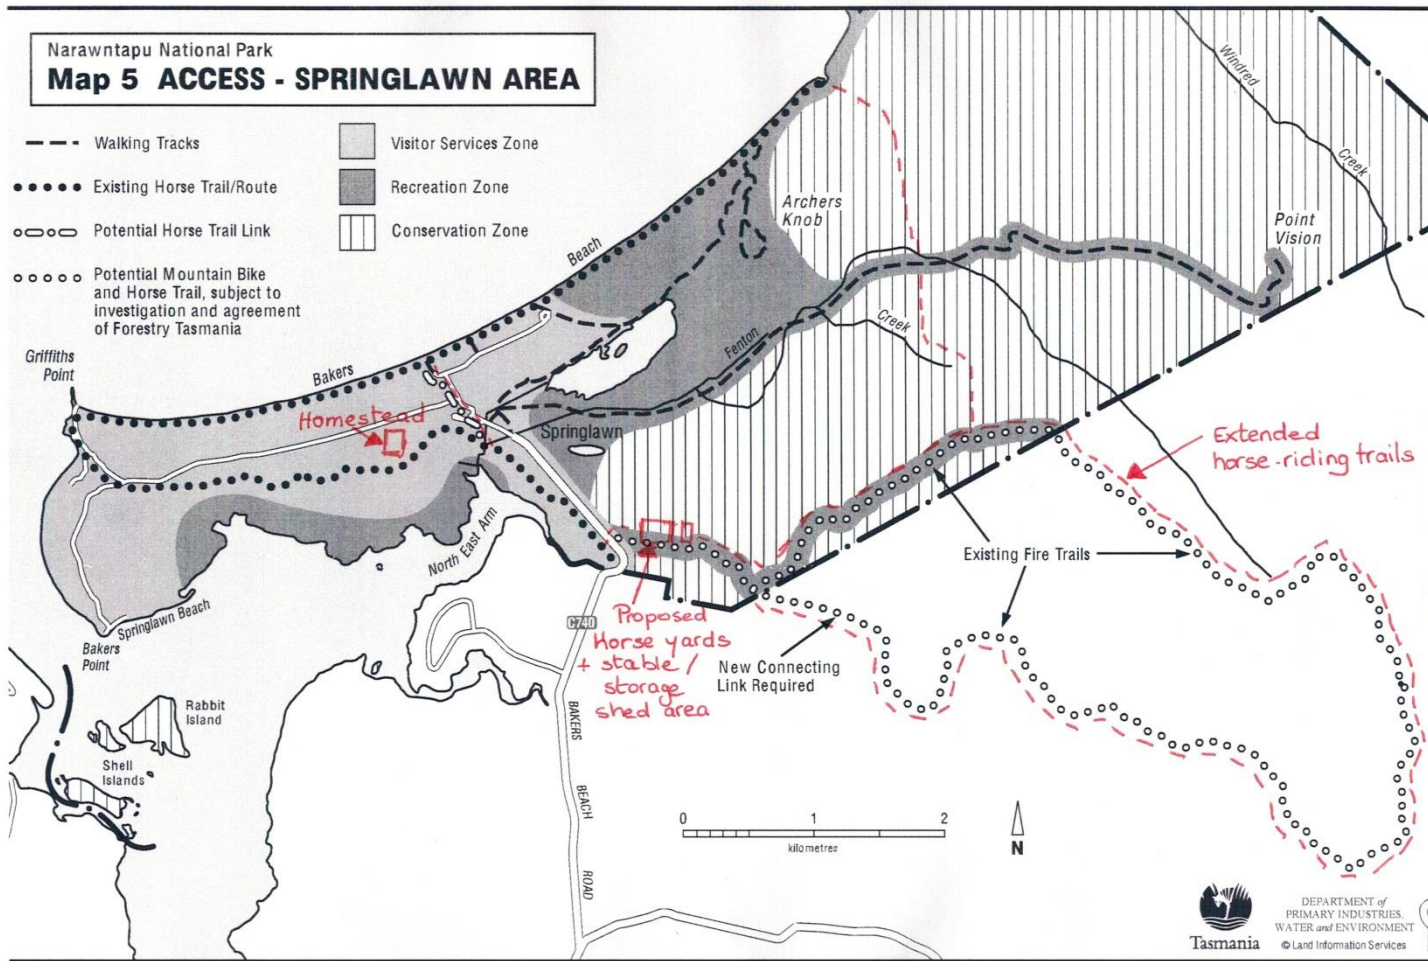 Narawntapu National Park
Map 5 ACCESS - SPRINGLAWN AREA
Walking Tracks
Existing Horse Trail/Route
Potential Horse Trail Link
Potential Mountain Bike
and Horse Trail, subject to
investigation and agreement
of Forestry Tasmania
Visitor Services Zone
Recreation Zone
Conservation Zone
Windred
Creek
Archers
Knob
Point
Vision
Beach
Bakers
Griffiths
Point
Homestead
Fenton
Creek
Springlawn
Extended
horse-riding trails
North East Arm
Existing Fire Trails
Springlawn Beach
Bakers
Point
C740
Proposed
Horse yards
+ stable /
storage
shed area
New Connecting
Link Required
Rabbit
Island
Shell
Islands
BAKERS
BEACH
ROAD
0 1 2
kilometres
N
Tasmania
DEPARTMENT of
PRIMARY INDUSTRIES,
WATER and ENVIRONMENT
© Land Information Services